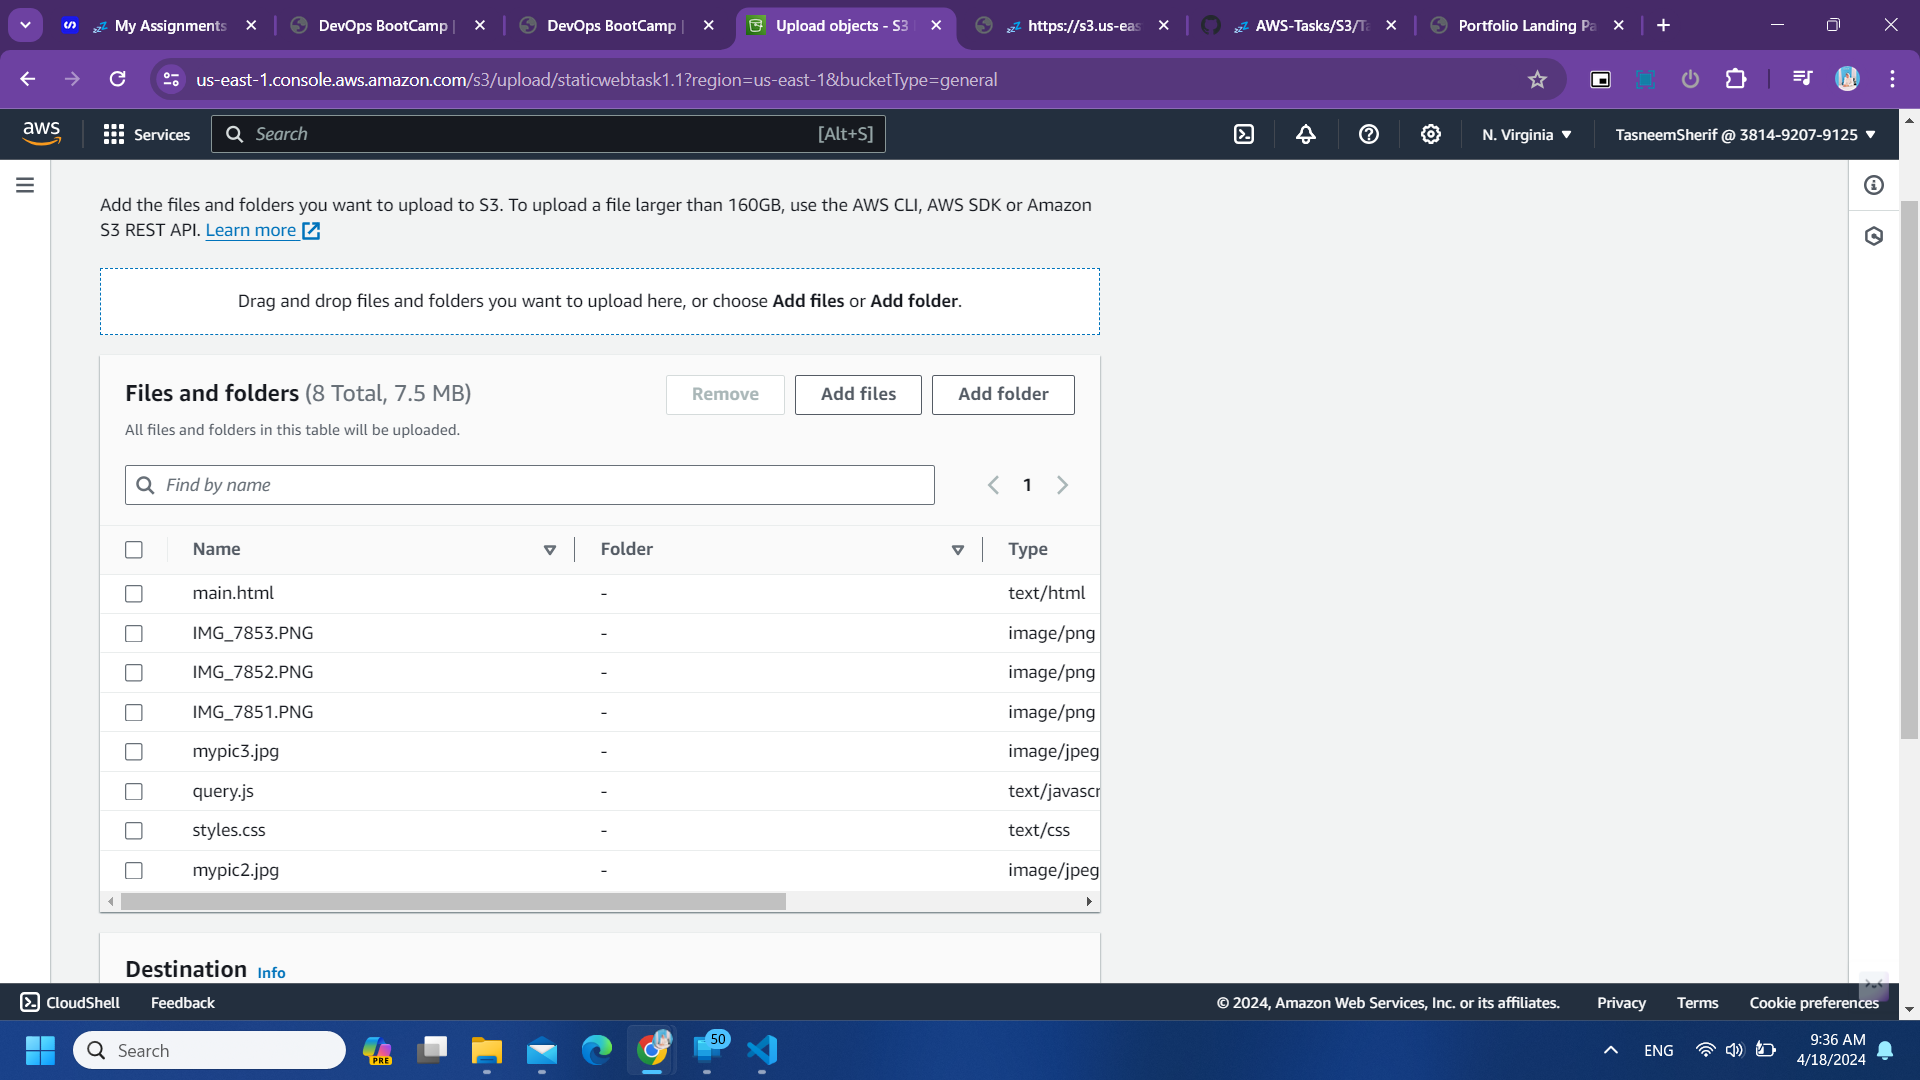 My Assignments
DevOps BootCamp |
DevOps BootCamp |
Upload objects - S3
https://s3.us-eas
AWS-Tasks/S3/Ta
Portfolio Landing Pa
us-east-1.console.aws.amazon.com/s3/upload/staticwebtask1.1?region=us-east-1&bucketType=general
aws
Services
Search
[Alt+S]
N. Virginia
TasneemSherif @ 3814-9207-9125
Add the files and folders you want to upload to S3. To upload a file larger than 160GB, use the AWS CLI, AWS SDK or Amazon
S3 REST API. Learn more
Drag and drop files and folders you want to upload here, or choose Add files or Add folder.
Files and folders (8 Total, 7.5 MB)
Remove
Add files
Add folder
All files and folders in this table will be uploaded.
Find by name
1
Name
Folder
Type
main.html
-
text/html
IMG_7853.PNG
-
image/png
IMG_7852.PNG
-
image/png
IMG_7851.PNG
-
image/png
mypic3.jpg
-
image/jpeg
query.js
-
text/javascr
styles.css
-
text/css
mypic2.jpg
-
image/jpeg
Destination Info
CloudShell
Feedback
© 2024, Amazon Web Services, Inc. or its affiliates.
Privacy
Terms
Cookie preferences
Search
PRE
50
ENG
9:36 AM
4/18/2024